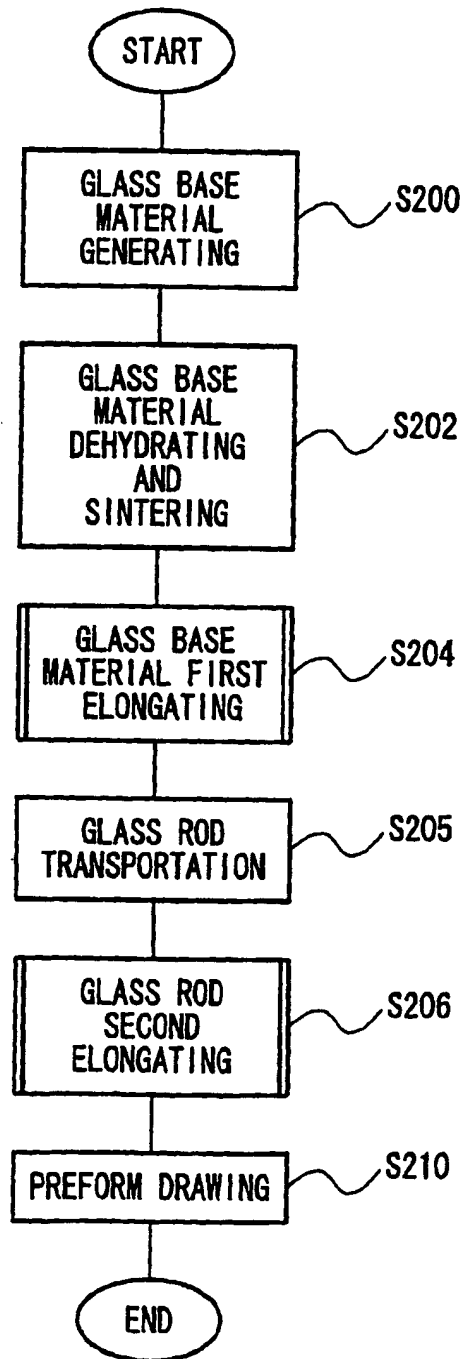 START
GLASS BASE
MATERIAL
GENERATING
S200
GLASS BASE
MATERIAL
DEHYDRATING
AND
SINTERING
S202
GLASS BASE
MATERIAL FIRST
ELONGATING
S204
GLASS ROD
TRANSPORTATION
S205
GLASS ROD
SECOND
ELONGATING
S206
PREFORM DRAWING
S210
END